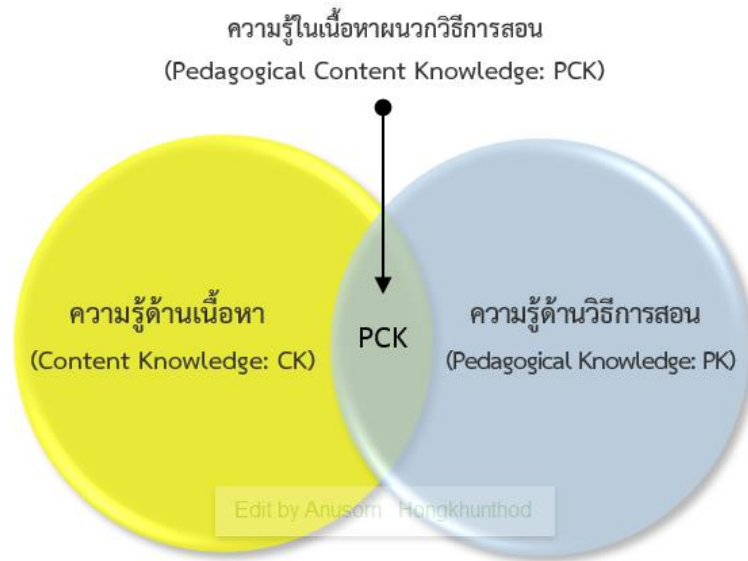 ความรู้ในเนื้อหาผนวกวิธีการสอน
(Pedagogical Content Knowledge: PCK)
ความรู้ด้านเนื้อหา
(Content Knowledge: CK)
PCK
ความรู้ด้านวิธีการสอน
(Pedagogical Knowledge: PK)
Edit by Anusorn Hongkhunthod